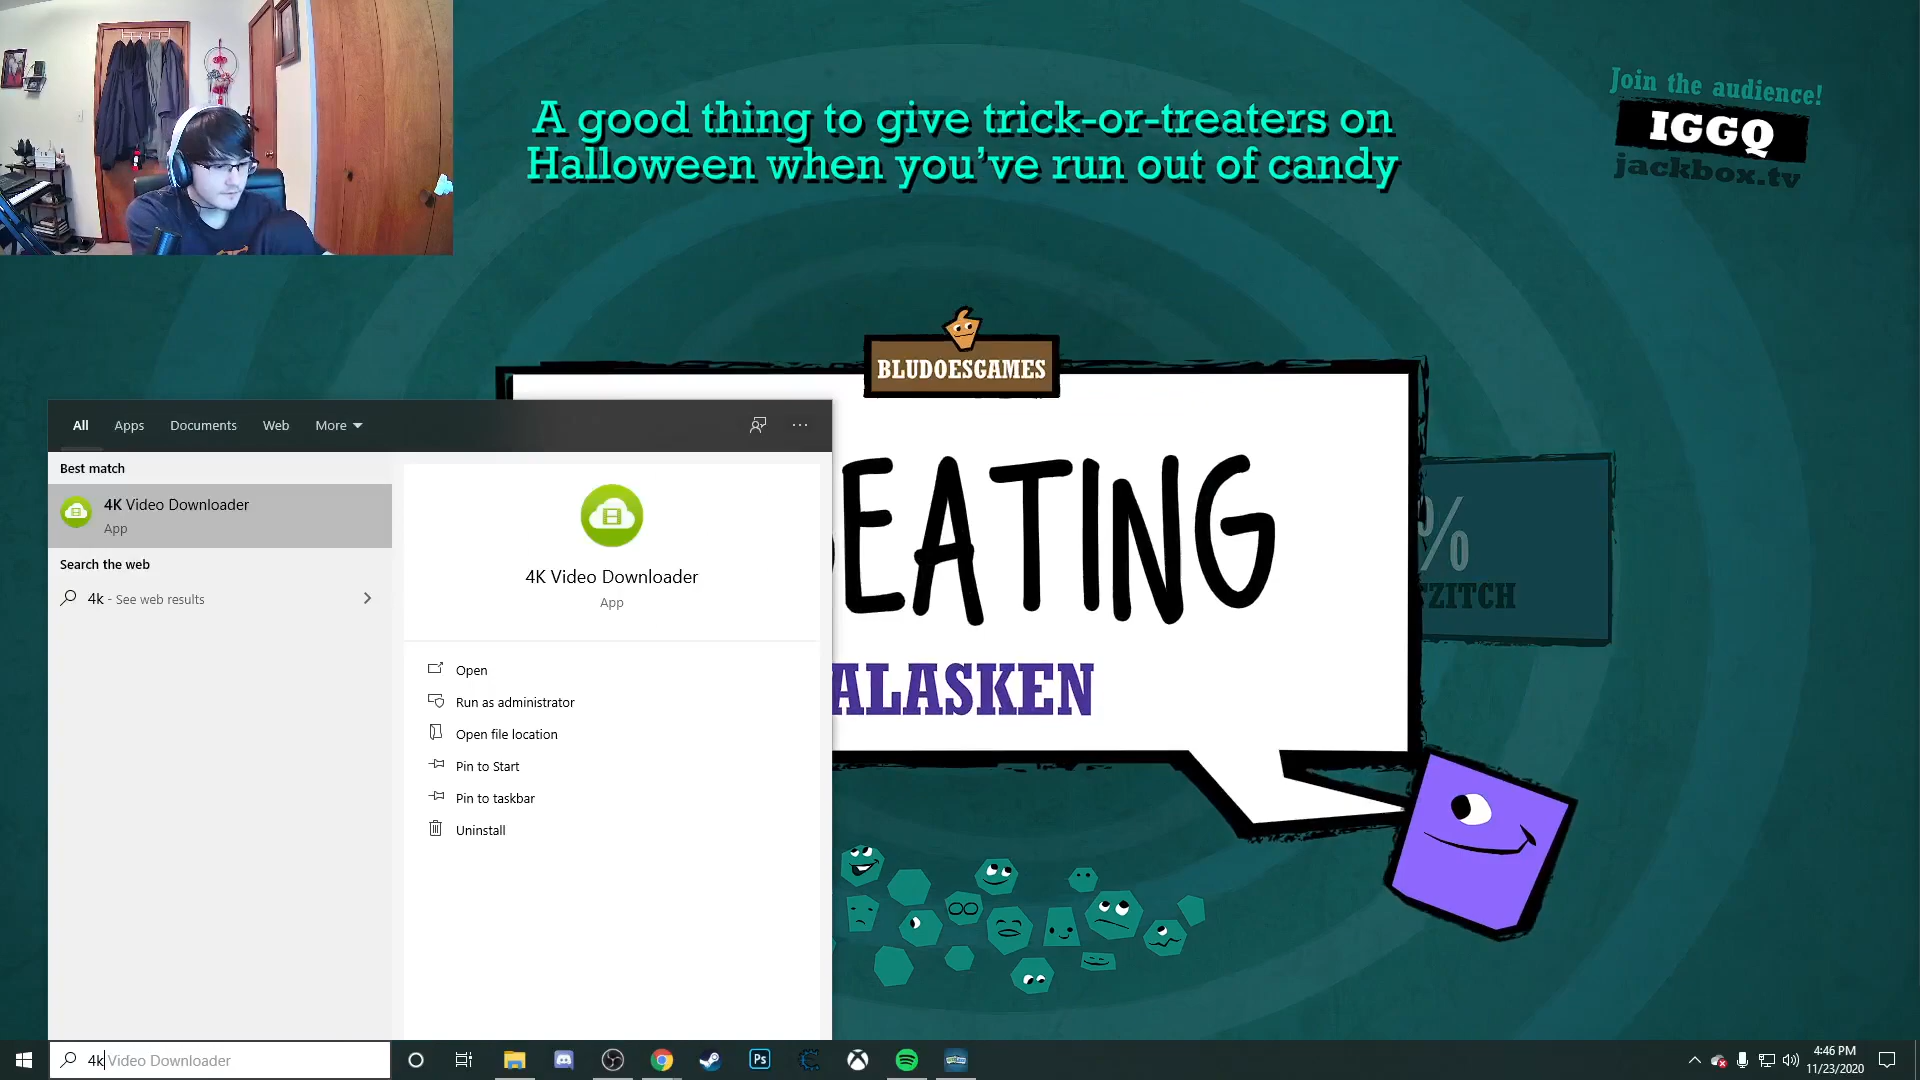 A good thing to give trick-or-treaters on
Halloween when you've run out of candy
Join the audience!
IGGQ
jackbox.tv
BLUDOESGAMES
EATING
ALASKEN
%
ZITCH
All
Apps
Documents
Web
More
Best match
4K Video Downloader
App
Search the web
4k - See web results
4K Video Downloader
App
Open
Run as administrator
Open file location
Pin to Start
Pin to taskbar
Uninstall
4k Video Downloader
Ps
4:46 PM
11/23/2020